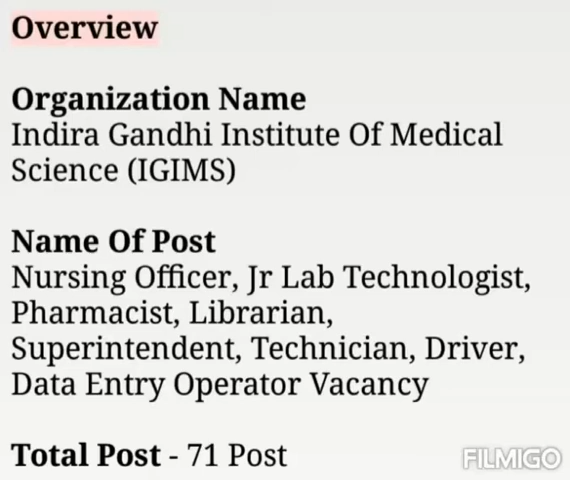 Overview
Organization Name
Indira Gandhi Institute Of Medical
Science (IGIMS)
Name Of Post
Nursing Officer, Jr Lab Technologist,
Pharmacist, Librarian,
Superintendent, Technician, Driver,
Data Entry Operator Vacancy
Total Post - 71 Post
FILMIGO